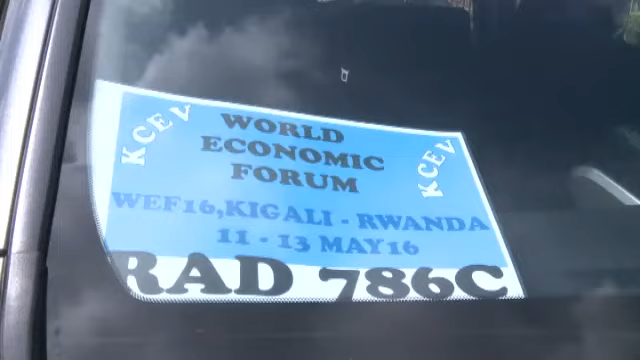 KCEV
WORLD
ECONOMIC
FORUM
KCEV
WEF16,KIGALI - RWANDA
11 - 13 MAY16
RAD 786C